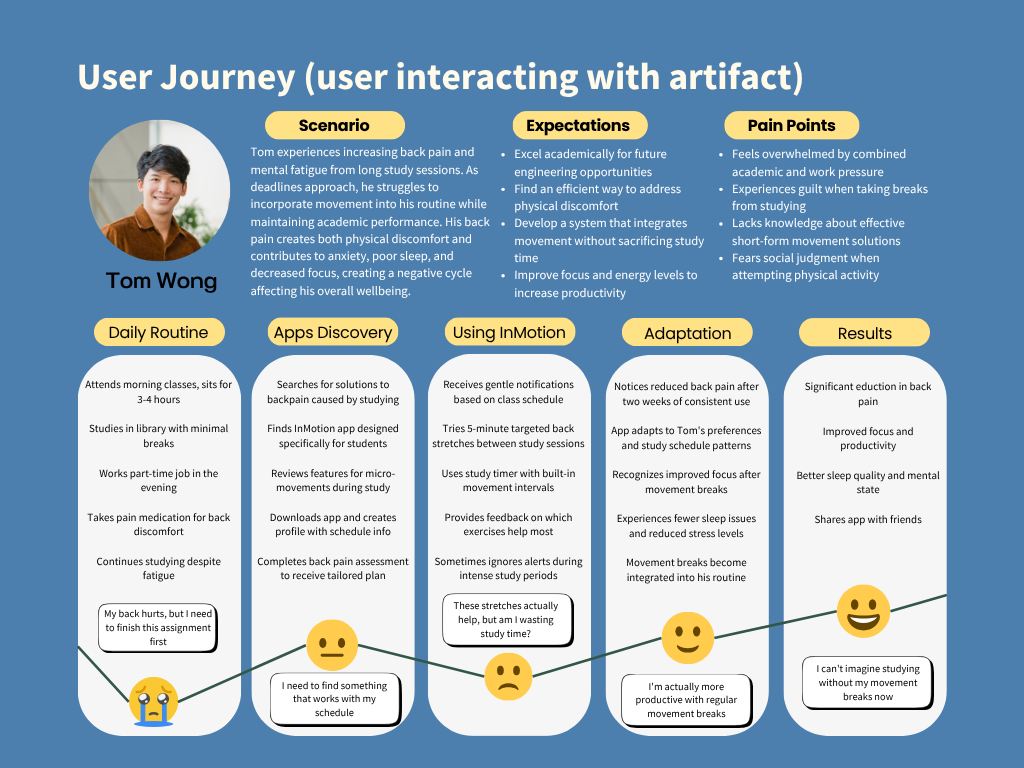 User Journey (user interacting with artifact)
Scenario
Tom experiences increasing back pain and
mental fatigue from long study sessions. As
deadlines approach, he struggles to
incorporate movement into his routine while
maintaining academic performance. His back
pain creates both physical discomfort and
contributes to anxiety, poor sleep, and
decreased focus, creating a negative cycle
affecting his overall wellbeing.
Expectations
• Excel academically for future
engineering opportunities
• Find an efficient way to address
physical discomfort
• Develop a system that integrates
movement without sacrificing study
time
• Improve focus and energy levels to
increase productivity
Pain Points
• Feels overwhelmed by combined
academic and work pressure
• Experiences guilt when taking breaks
from studying
• Lacks knowledge about effective
short-form movement solutions
• Fears social judgment when
attempting physical activity
Tom Wong
Daily Routine
Attends morning classes, sits for
3-4 hours
Studies in library with minimal
breaks
Works part-time job in the
evening
Takes pain medication for back
discomfort
Continues studying despite
fatigue
My back hurts, but I need
to finish this assignment
first
Apps Discovery
Searches for solutions to
backpain caused by studying
Finds InMotion app designed
specifically for students
Reviews features for micro-
movements during study
Downloads app and creates
profile with schedule info
Completes back pain assessment
to receive tailored plan
I need to find something
that works with my
schedule
Using InMotion
Receives gentle notifications
based on class schedule
Tries 5-minute targeted back
stretches between study sessions
Uses study timer with built-in
movement intervals
Provides feedback on which
exercises help most
Sometimes ignores alerts during
intense study periods
These stretches actually
help, but am I wasting
study time?
Adaptation
Notices reduced back pain after
two weeks of consistent use
App adapts to Tom's preferences
and study schedule patterns
Recognizes improved focus after
movement breaks
Experiences fewer sleep issues
and reduced stress levels
Movement breaks become
integrated into his routine
I'm actually more
productive with regular
movement breaks
Results
Significant eduction in back
pain
Improved focus and
productivity
Better sleep quality and mental
state
Shares app with friends
I can't imagine studying
without my movement
breaks now